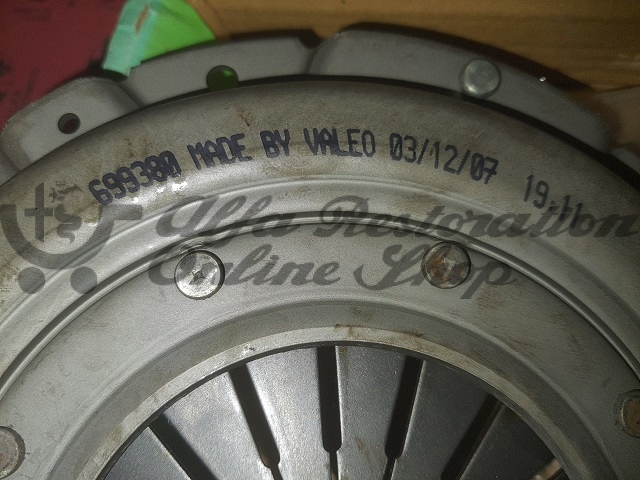 699380 MADE BY VALEO 03/12/07 19.11
Alfa Restoration
Online Shop